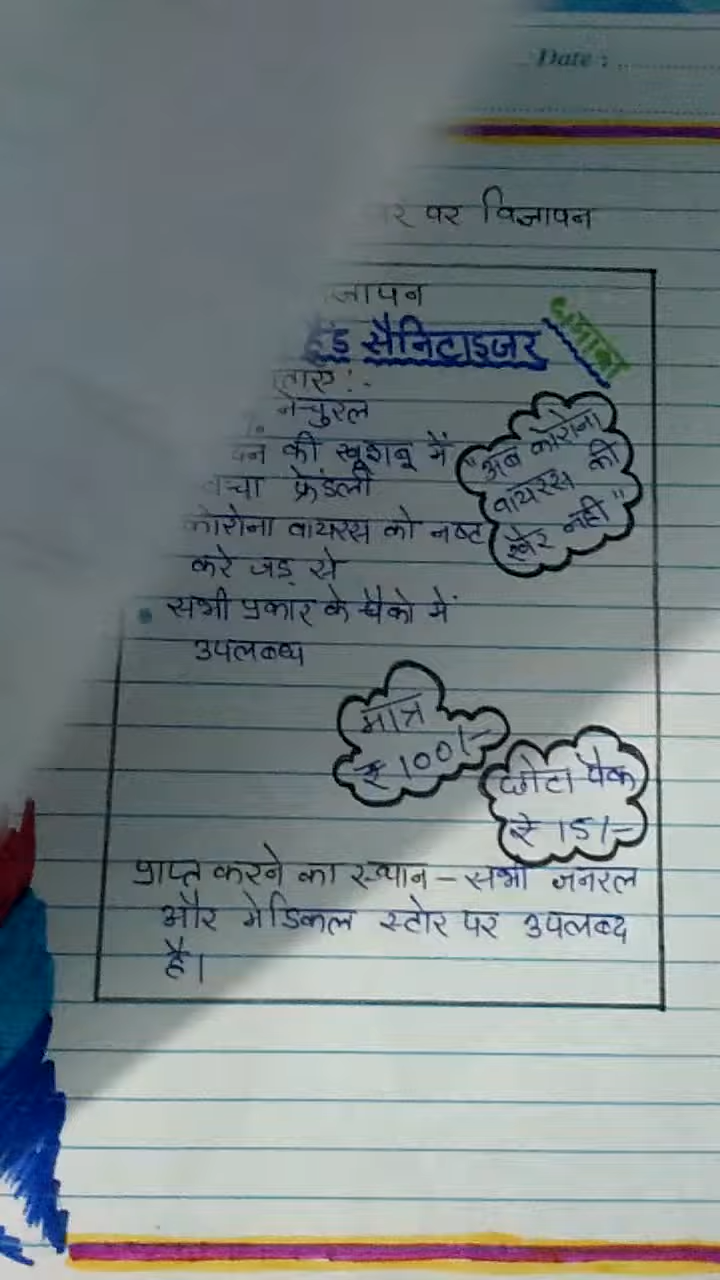 Date :
पर विज्ञापन
हैंड सैनिटाइजर
धमाका
नेचुरल
की खूशबू में
फ्रेंडली
"अब कोरोना
वायरस की
खैर नही"
कोरोना वायरस को नष्ट
करे जड़ से
• सभी प्रकार के पैको में
उपलब्ध
मात्र
₹ 100/-
छोटा पैक
₹ 15/-
प्राप्त करने का स्थान - सभी जनरल
और मेडिकल स्टोर पर उपलब्द
है।